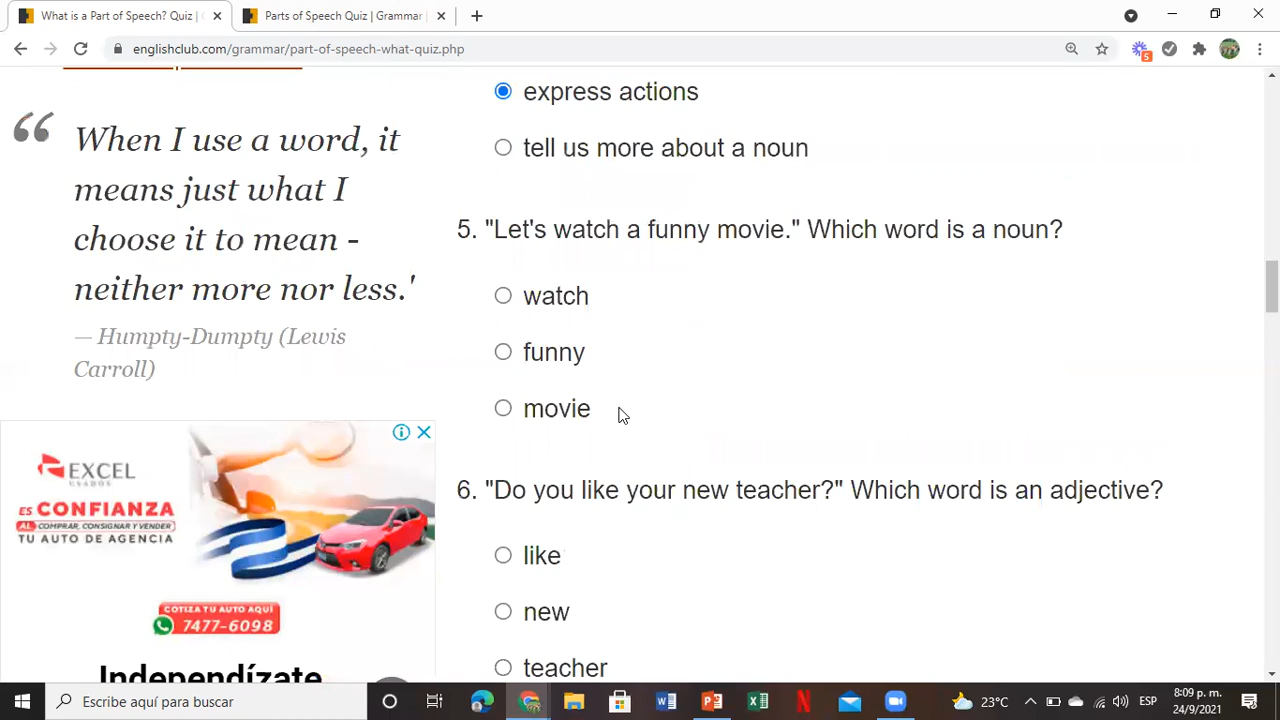 What is a Part of Speech? Quiz |
Parts of Speech Quiz | Grammar
englishclub.com/grammar/part-of-speech-what-quiz.php
5
When I use a word, it
means just what I
choose it to mean -
neither more nor less.'
— Humpty-Dumpty (Lewis
Carroll)
EXCEL
USADOS
ES CONFIANZA
AL COMPRAR, CONSIGNAR Y VENDER
TU AUTO DE AGENCIA
COTIZA TU AUTO AQUÍ
7477-6098
Independízate
express actions
tell us more about a noun
5. "Let's watch a funny movie." Which word is a noun?
watch
funny
movie
6. "Do you like your new teacher?" Which word is an adjective?
like
new
teacher
Escribe aquí para buscar
23°C
ESP
8:09 p. m.
24/9/2021